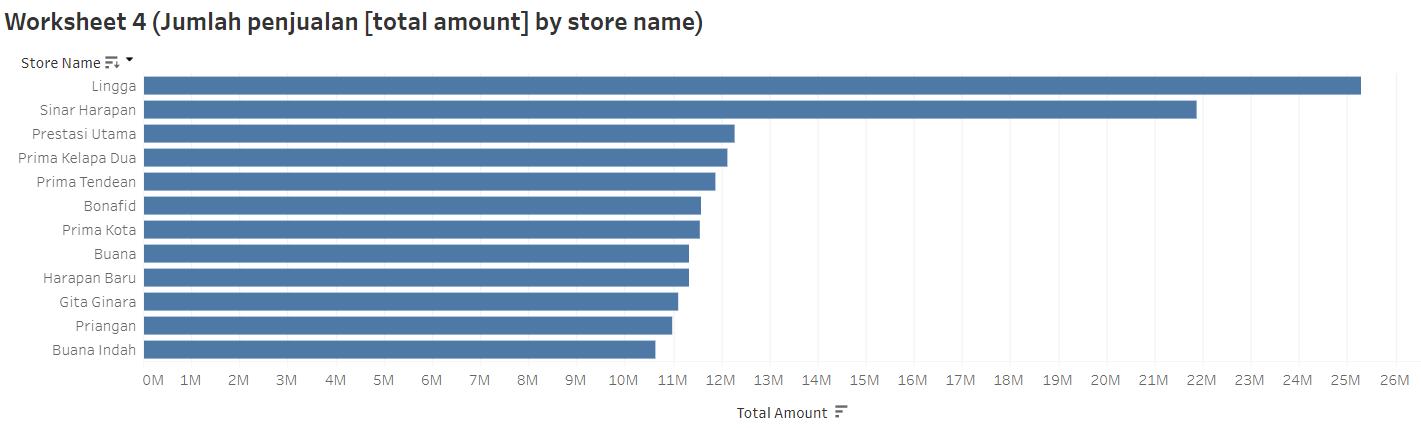 Worksheet 4 (Jumlah penjualan [total amount] by store name)
Store Name
Lingga
Sinar Harapan
Prestasi Utama
Prima Kelapa Dua
Prima Tendean
Bonafid
Prima Kota
Buana
Harapan Baru
Gita Ginara
Priangan
Buana Indah
0M 1M 2M 3M 4M 5M 6M 7M 8M 9M 10M 11M 12M 13M 14M 15M 16M 17M 18M 19M 20M 21M 22M 23M 24M 25M 26M
Total Amount